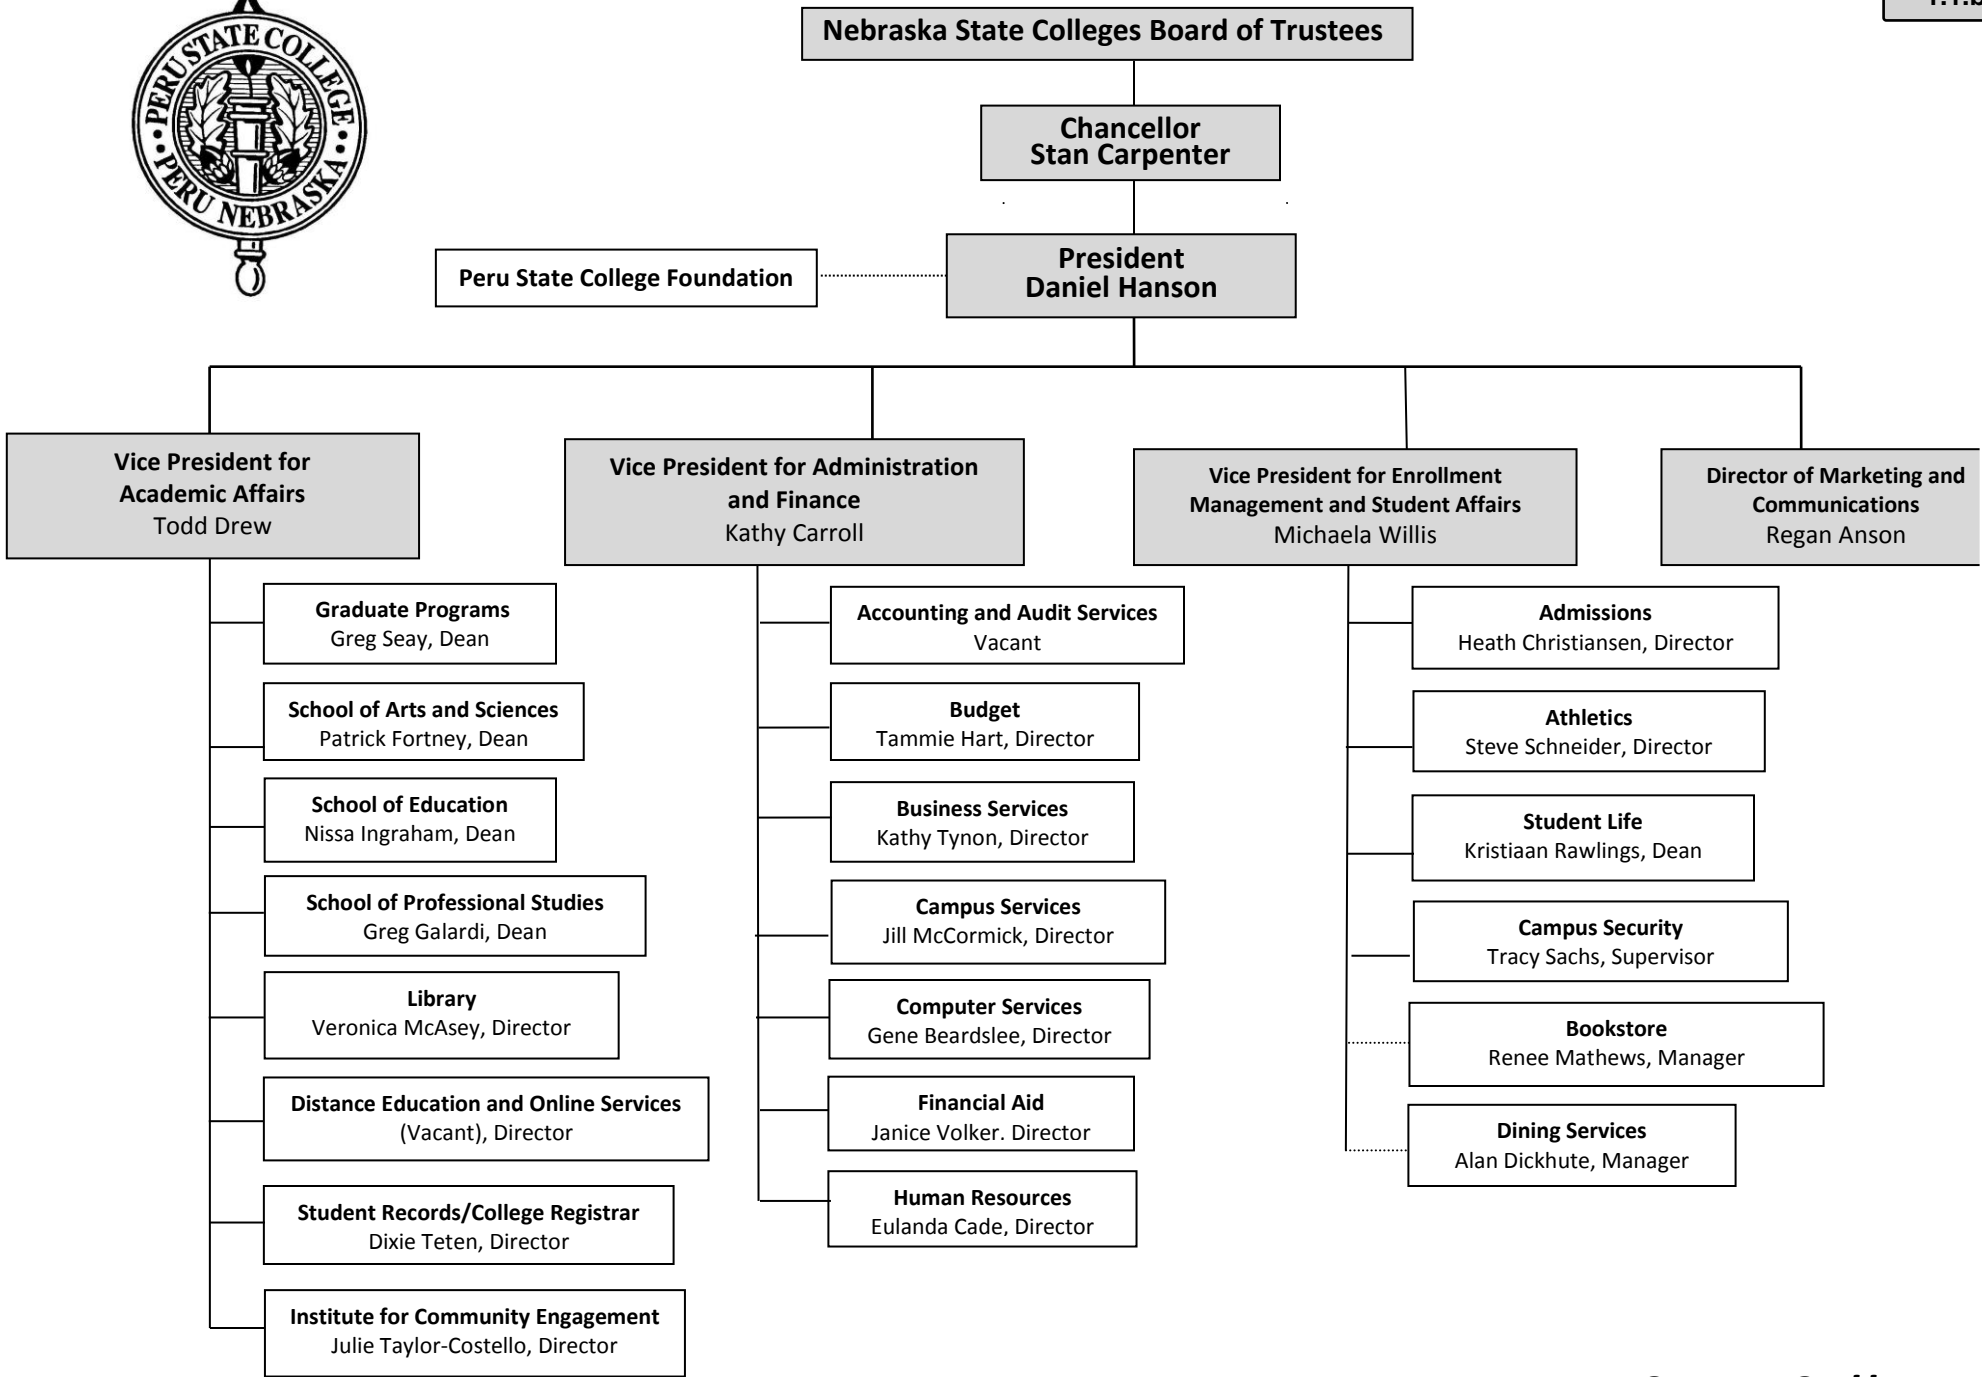 PERU STATE COLLEGE
PERU NEBRASKA
Nebraska State Colleges Board of Trustees
Chancellor
Stan Carpenter
President
Daniel Hanson
Peru State College Foundation
Vice President for
Academic Affairs
Todd Drew
Vice President for Administration
and Finance
Kathy Carroll
Vice President for Enrollment
Management and Student Affairs
Michaela Willis
Director of Marketing and
Communications
Regan Anson
Graduate Programs
Greg Seay, Dean
School of Arts and Sciences
Patrick Fortney, Dean
School of Education
Nissa Ingraham, Dean
School of Professional Studies
Greg Galardi, Dean
Library
Veronica McAsey, Director
Distance Education and Online Services
(Vacant), Director
Student Records/College Registrar
Dixie Teten, Director
Institute for Community Engagement
Julie Taylor-Costello, Director
Accounting and Audit Services
Vacant
Budget
Tammie Hart, Director
Business Services
Kathy Tynon, Director
Campus Services
Jill McCormick, Director
Computer Services
Gene Beardslee, Director
Financial Aid
Janice Volker. Director
Human Resources
Eulanda Cade, Director
Admissions
Heath Christiansen, Director
Athletics
Steve Schneider, Director
Student Life
Kristiaan Rawlings, Dean
Campus Security
Tracy Sachs, Supervisor
Bookstore
Renee Mathews, Manager
Dining Services
Alan Dickhute, Manager